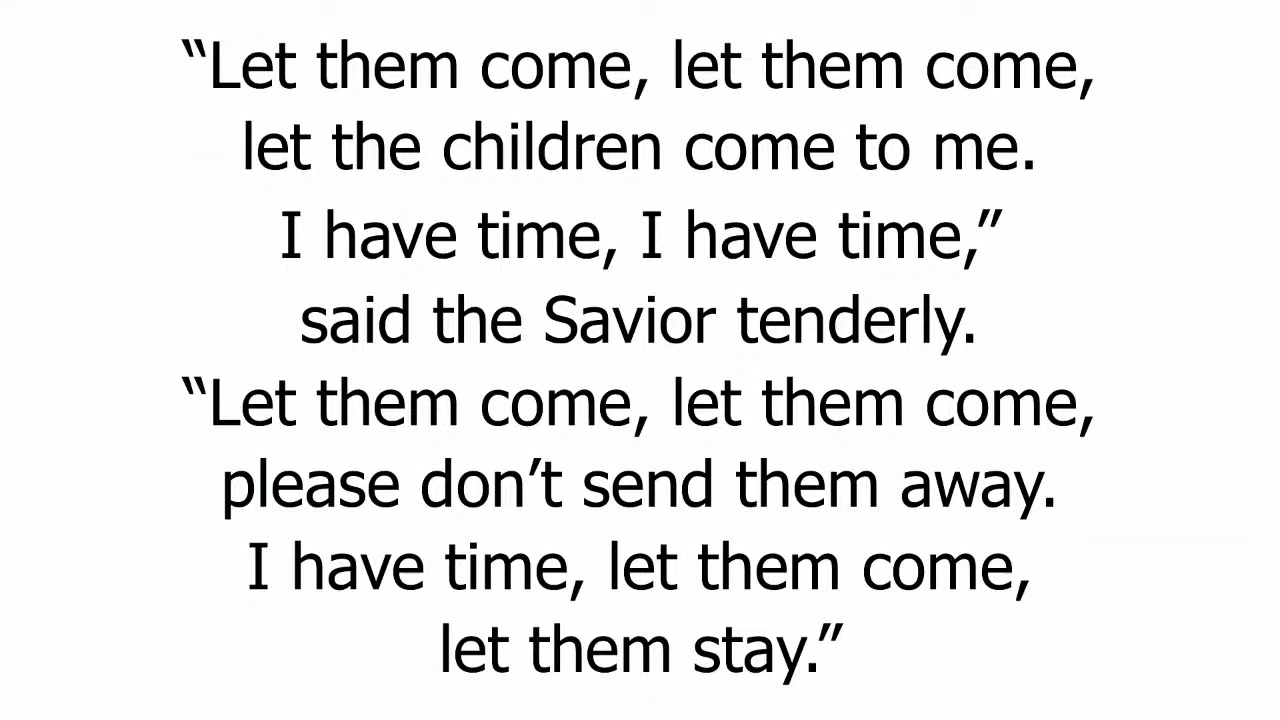 “Let them come, let them come,
let the children come to me.
I have time, I have time,”
said the Savior tenderly.
“Let them come, let them come,
please don’t send them away.
I have time, let them come,
let them stay.”